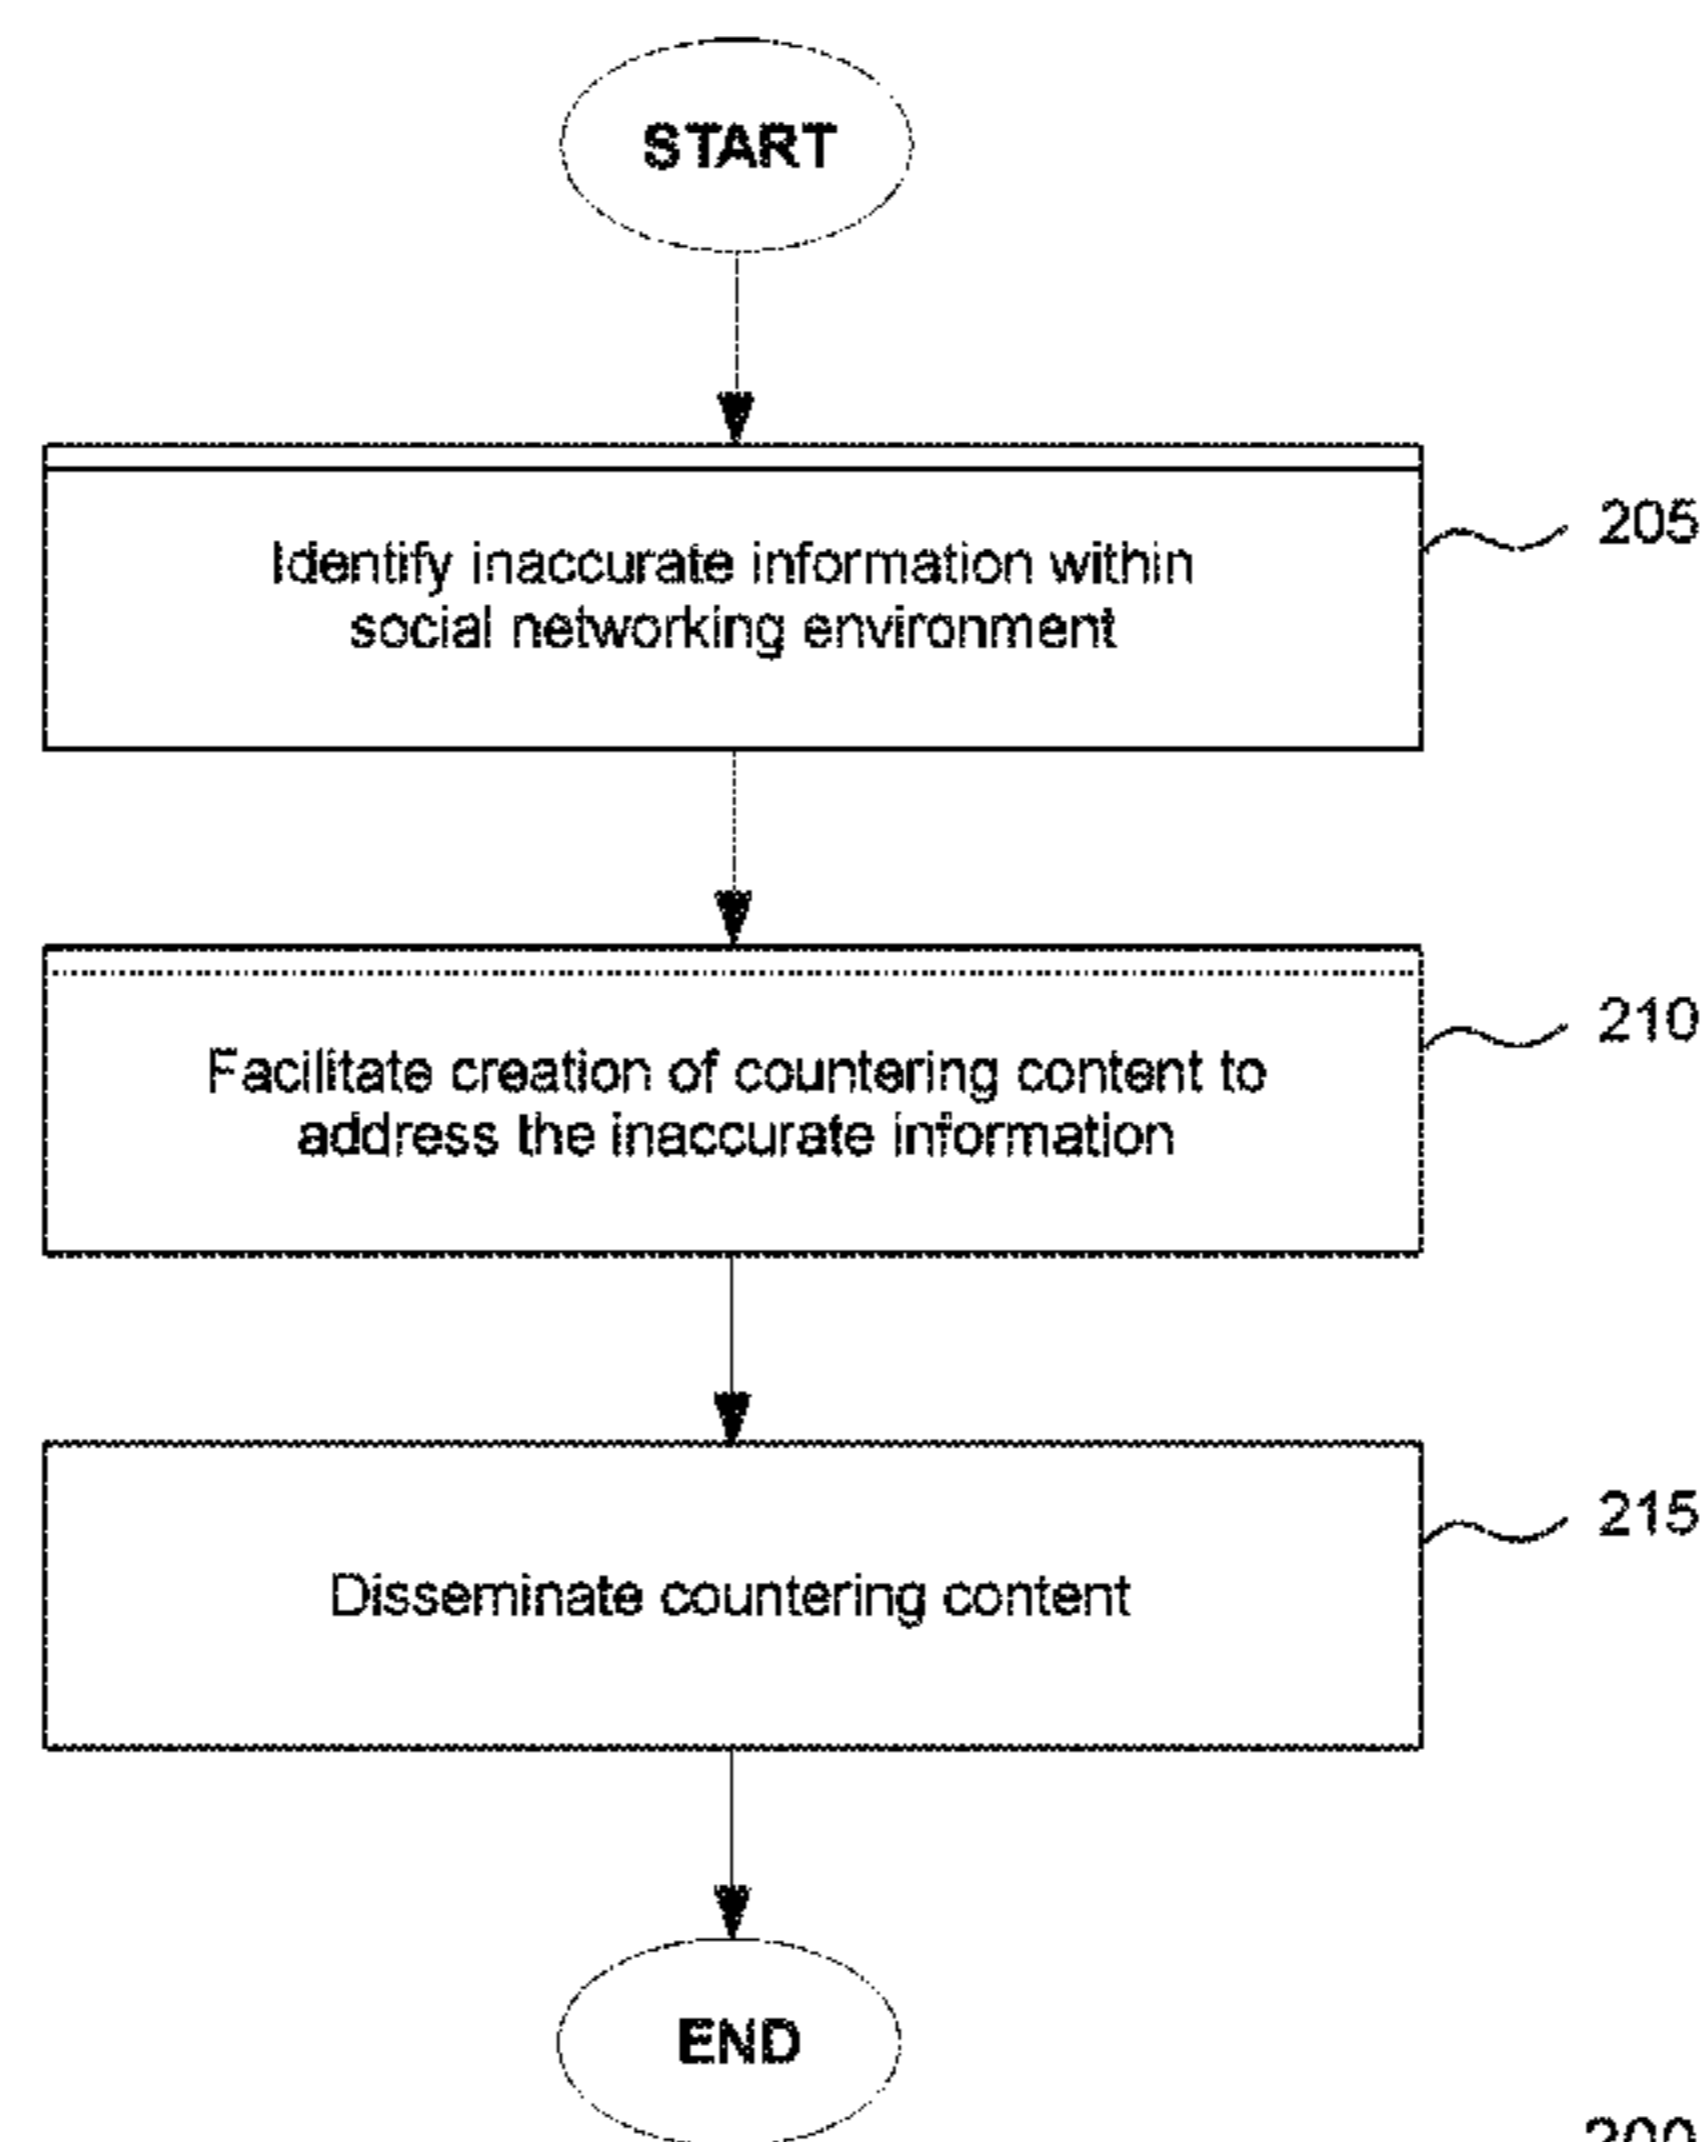 START
Identify inaccurate information within
social networking environment
205
Facilitate creation of countering content to
address the inaccurate information
210
Disseminate countering content
215
END
200